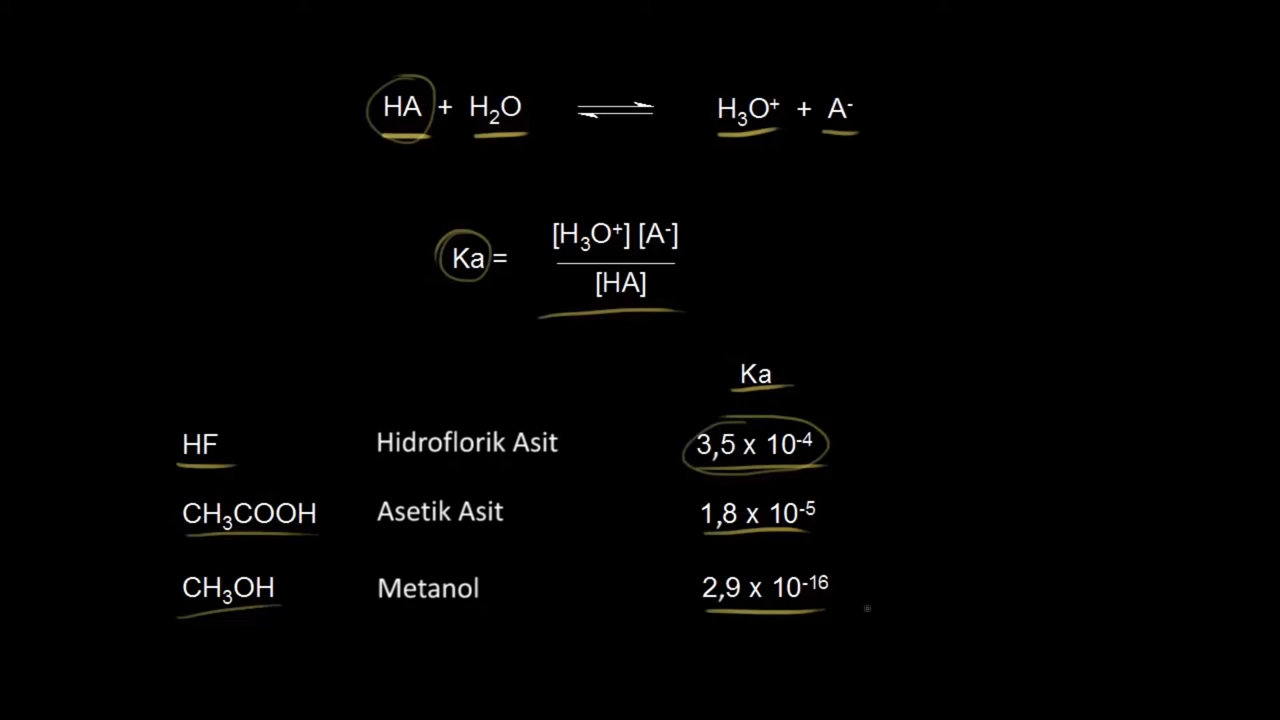 HA + H₂O ⇌ H₃O⁺ + A⁻
Ka = [H₃O⁺] [A⁻]
[HA]
Ka
HF Hidroflorik Asit 3,5 x 10⁻⁴
CH₃COOH Asetik Asit 1,8 x 10⁻⁵
CH₃OH Metanol 2,9 x 10⁻¹⁶